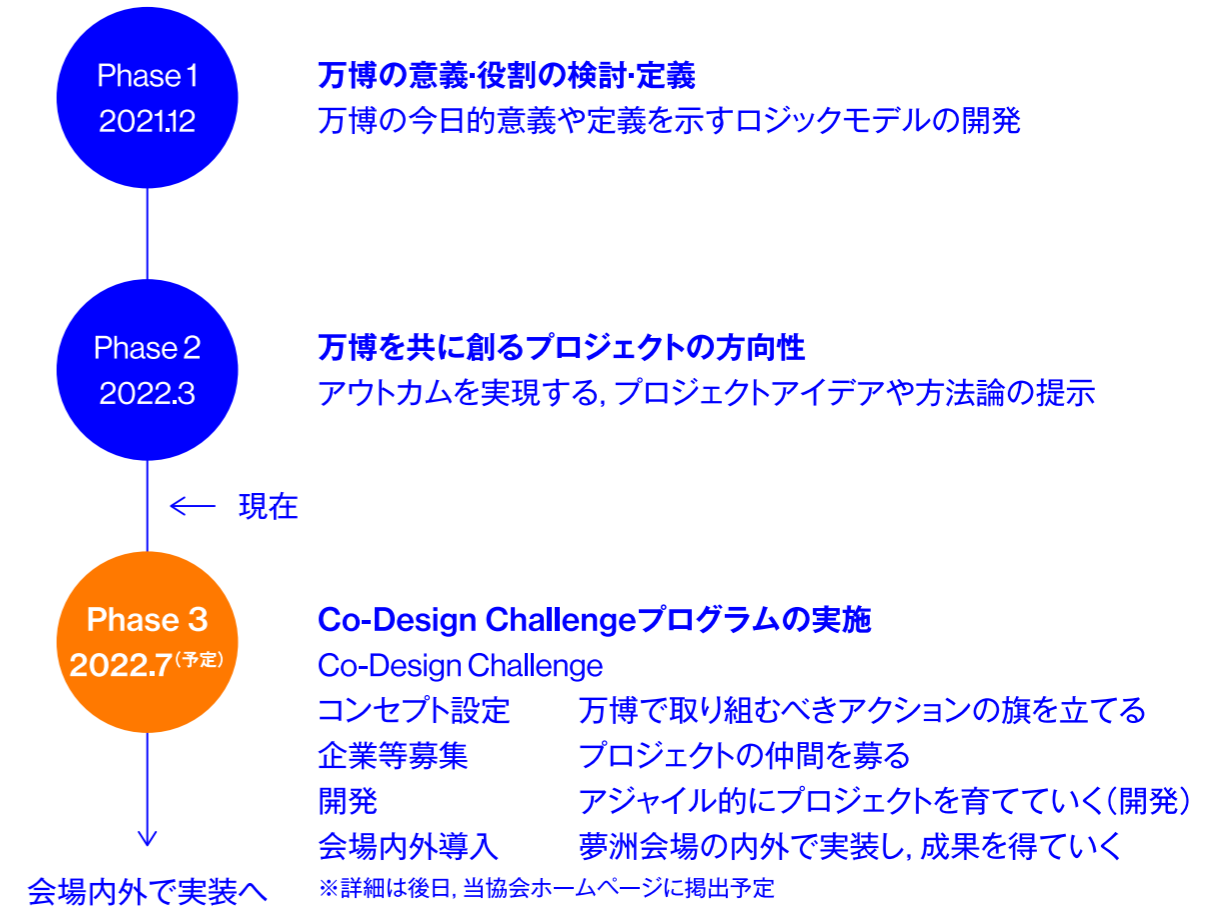 Phase 1
2021.12
万博の意義・役割の検討・定義
万博の今日的意義や定義を示すロジックモデルの開発
Phase 2
2022.3
万博を共に創るプロジェクトの方向性
アウトカムを実現する, プロジェクトアイデアや方法論の提示
現在
Phase 3
2022.7(予定)
Co-Design Challengeプログラムの実施
Co-Design Challenge
コンセプト設定 万博で取り組むべきアクションの旗を立てる
企業等募集 プロジェクトの仲間を募る
開発 アジャイル的にプロジェクトを育てていく(開発)
会場内外導入 夢洲会場の内外で実装し, 成果を得ていく
※詳細は後日, 当協会ホームページに掲出予定
会場内外で実装へ